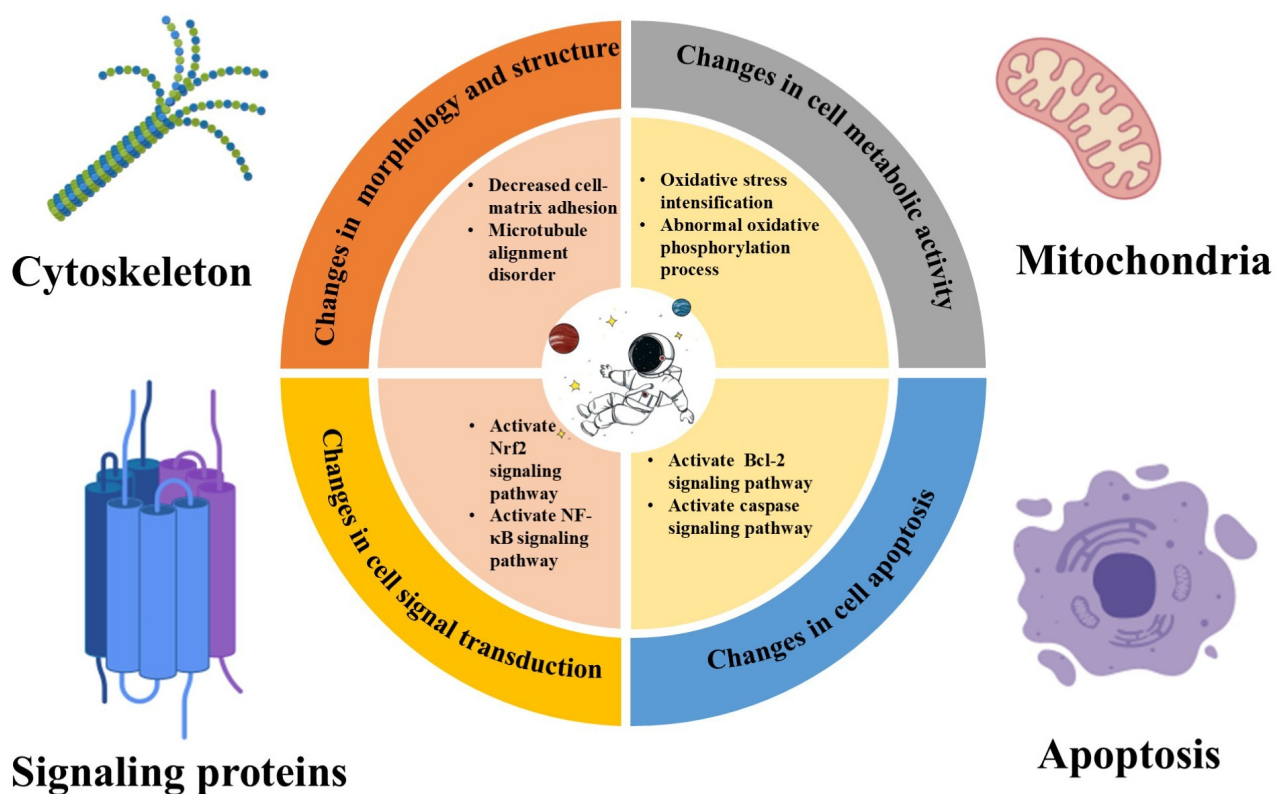 Changes in morphology and structure
Changes in cell metabolic activity
• Decreased cell-
matrix adhesion
• Microtubule
alignment
disorder
• Oxidative stress
intensification
• Abnormal oxidative
phosphorylation
process
Cytoskeleton
Mitochondria
• Activate
Nrf2
signaling
pathway
• Activate NF-
κB signaling
pathway
• Activate Bcl-2
signaling pathway
• Activate caspase
signaling pathway
Changes in cell signal transduction
Changes in cell apoptosis
Signaling proteins
Apoptosis